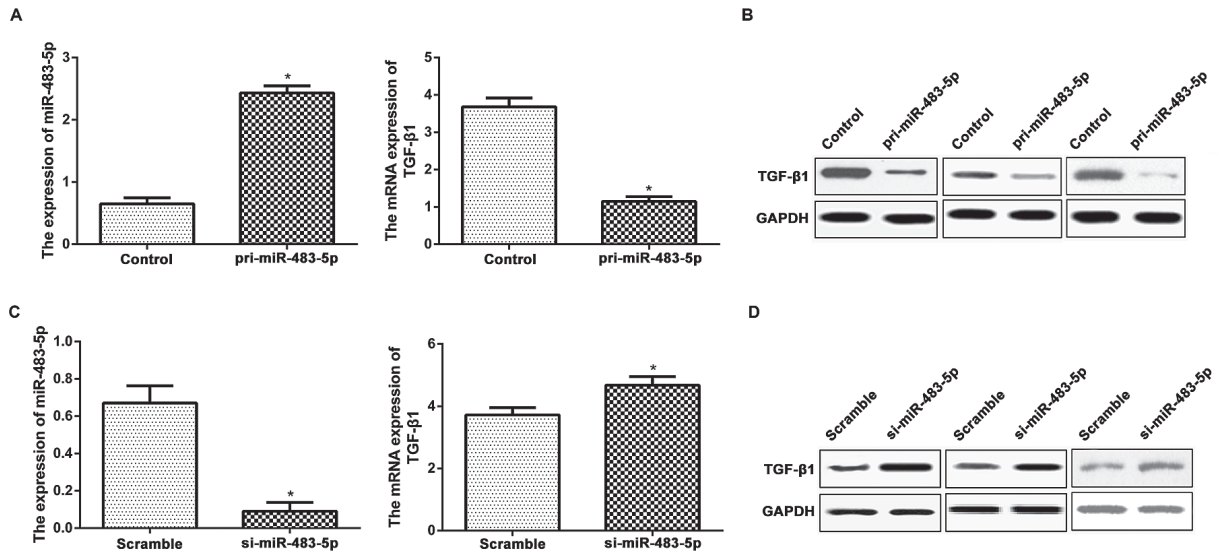 A
The expression of miR-483-5p
3
2
1
0
*
Control
pri-miR-483-5p
The mRNA expression of
TGF-β1
5
4
3
2
1
0
*
Control
pri-miR-483-5p
B
Control
pri-miR-483-5p
Control
pri-miR-483-5p
Control
pri-miR-483-5p
TGF-β1
GAPDH
C
The expression of miR-483-5p
1.0
0.8
0.6
0.4
0.2
0.0
*
Scramble
si-miR-483-5p
The mRNA expression of
TGF-β1
6
4
2
0
*
Scramble
si-miR-483-5p
D
Scramble
si-miR-483-5p
Scramble
si-miR-483-5p
Scramble
si-miR-483-5p
TGF-β1
GAPDH